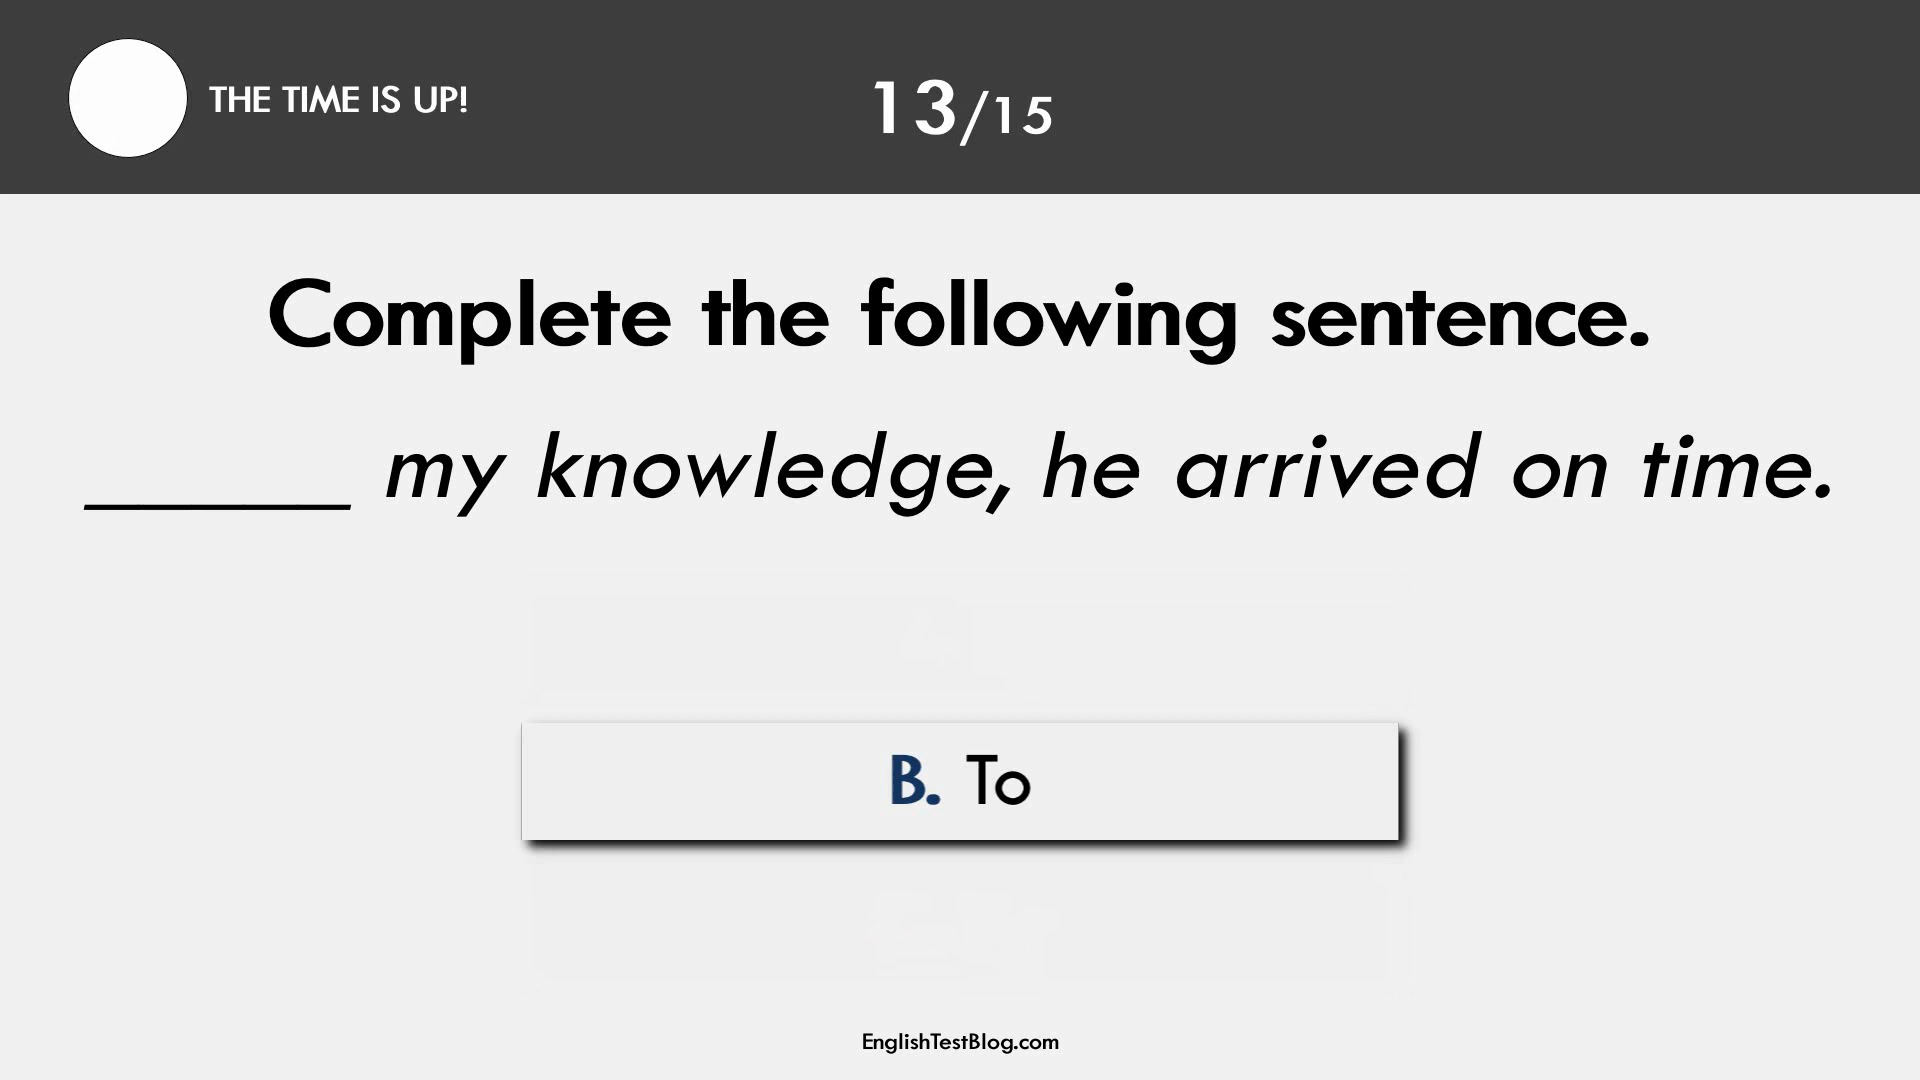 THE TIME IS UP!
13/15
Complete the following sentence.
_____ my knowledge, he arrived on time.
B. To
EnglishTestBlog.com